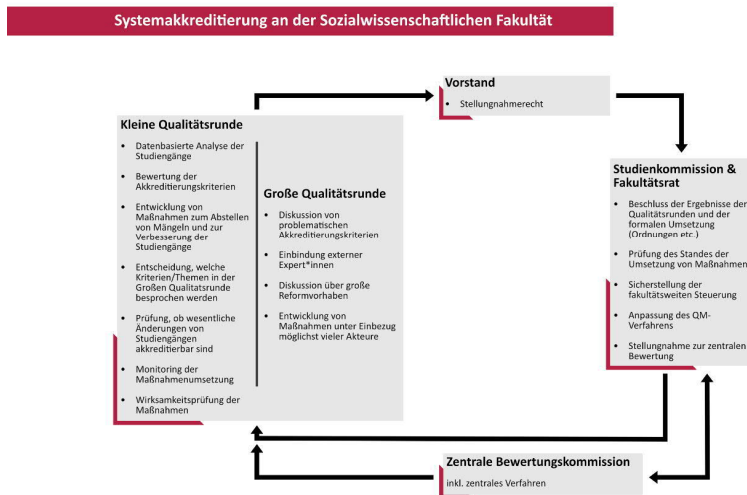 Systemakkreditierung an der Sozialwissenschaftlichen Fakultät
Vorstand
• Stellungnahmerecht
Kleine Qualitätsrunde
• Datenbasierte Analyse der
Studiengänge
• Bewertung der
Akkreditierungskriterien
• Entwicklung von
Maßnahmen zum Abstellen
von Mängeln und zur
Verbesserung der
Studiengänge
• Entscheidung, welche
Kriterien/Themen in der
Großen Qualitätsrunde
besprochen werden
• Prüfung, ob wesentliche
Änderungen von
Studiengängen
akkreditierbar sind
• Monitoring der
Maßnahmenumsetzung
• Wirksamkeitsprüfung der
Maßnahmen
Große Qualitätsrunde
• Diskussion von
problematischen
Akkreditierungskriterien
• Einbindung externer
Expert*innen
• Diskussion über große
Reformvorhaben
• Entwicklung von
Maßnahmen unter Einbezug
möglichst vieler Akteure
Studienkommission &
Fakultätsrat
• Beschluss der Ergebnisse der
Qualitätsrunden und der
formalen Umsetzung
(Ordnungen etc.)
• Prüfung des Standes der
Umsetzung von Maßnahmen
• Sicherstellung der
fakultätsweiten Steuerung
• Anpassung des QM-
Verfahrens
• Stellungnahme zur zentralen
Bewertung
Zentrale Bewertungskommission
inkl. zentrales Verfahren